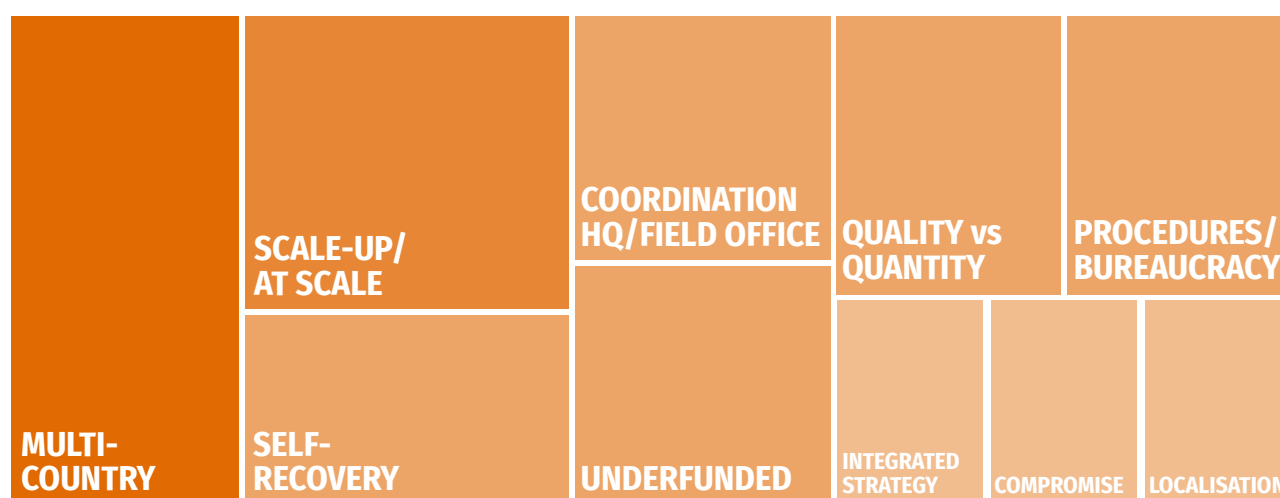 MULTI-
COUNTRY
SCALE-UP/
AT SCALE
SELF-
RECOVERY
COORDINATION
HQ/FIELD OFFICE
UNDERFUNDED
QUALITY vs
QUANTITY
PROCEDURES/
BUREAUCRACY
INTEGRATED
STRATEGY
COMPROMISE
LOCALISATION